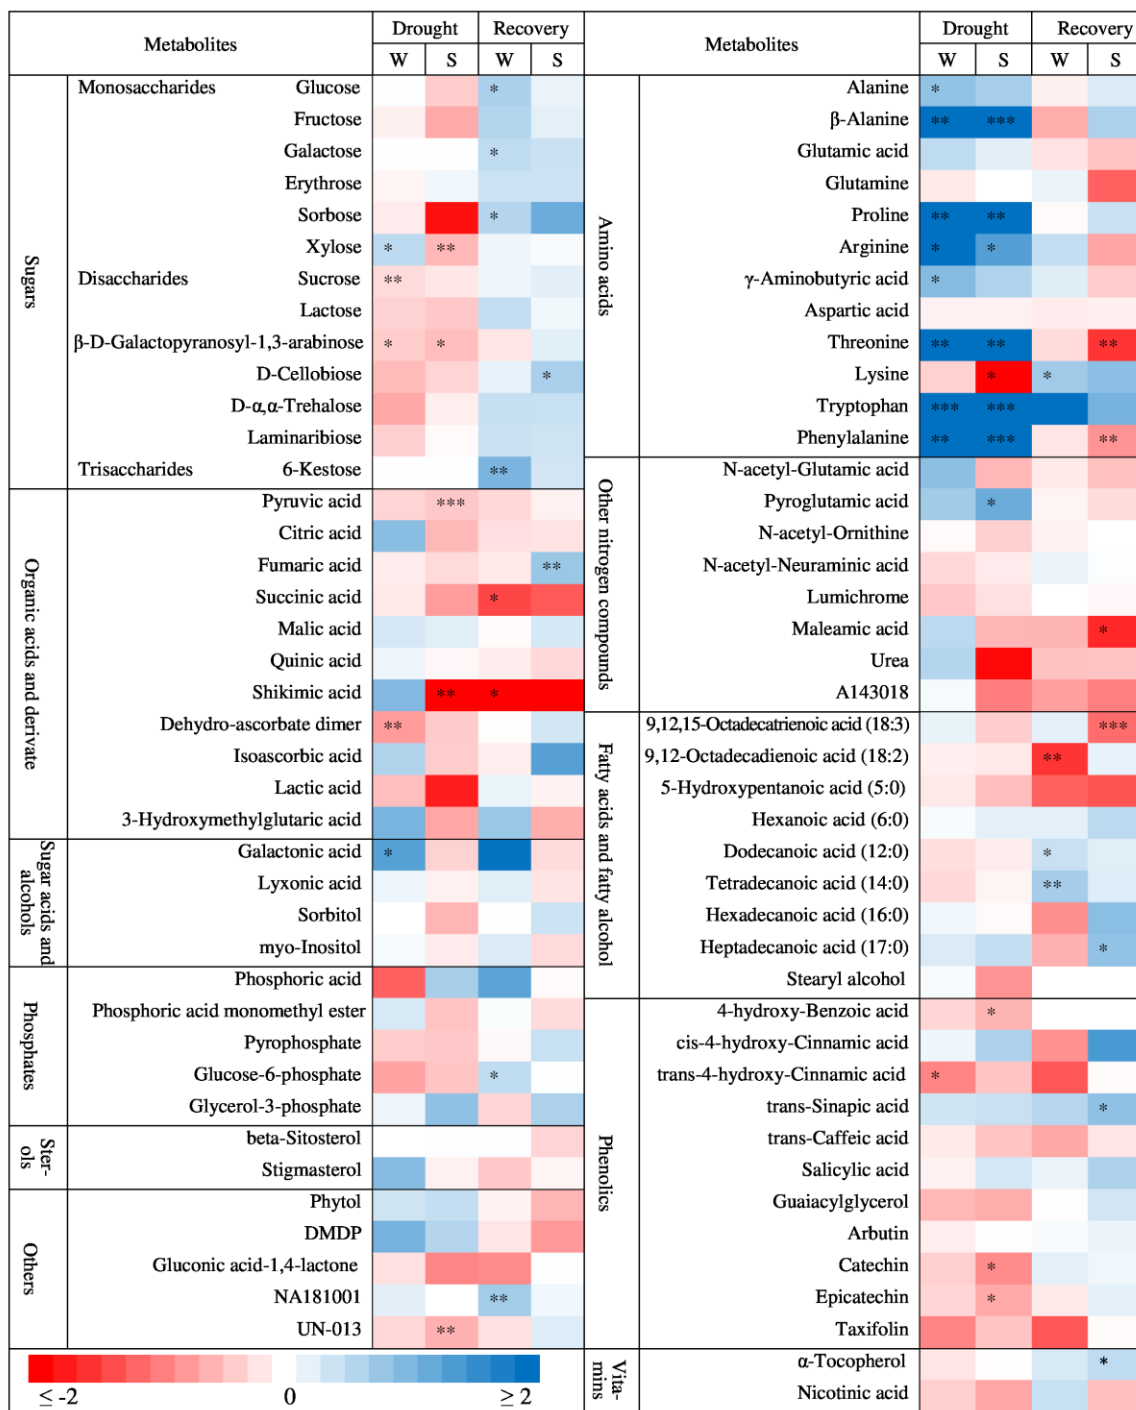 Metabolites Drought Recovery
W S W S
Sugars
Monosaccharides Glucose *
Fructose
Galactose *
Erythrose
Sorbose *
Xylose * **
Disaccharides Sucrose **
Lactose
β-D-Galactopyranosyl-1,3-arabinose * *
D-Cellobiose *
D-α,α-Trehalose
Laminaribiose
Trisaccharides 6-Kestose **
Organic acids and derivate
Pyruvic acid ***
Citric acid
Fumaric acid **
Succinic acid *
Malic acid
Quinic acid
Shikimic acid ** *
Dehydro-ascorbate dimer **
Isoascorbic acid
Lactic acid
3-Hydroxymethylglutaric acid
Sugar acids and
alcohols
Galactonic acid *
Lyxonic acid
Sorbitol
myo-Inositol
Phosphates
Phosphoric acid
Phosphoric acid monomethyl ester
Pyrophosphate
Glucose-6-phosphate *
Glycerol-3-phosphate
Ster-
ols
beta-Sitosterol
Stigmasterol
Others
Phytol
DMDP
Gluconic acid-1,4-lactone
NA181001 **
UN-013 **
≤ -2 0 ≥ 2
Metabolites Drought Recovery
W S W S
Amino acids
Alanine *
β-Alanine ** ***
Glutamic acid
Glutamine
Proline ** **
Arginine * *
γ-Aminobutyric acid *
Aspartic acid
Threonine ** ** **
Lysine * *
Tryptophan *** ***
Phenylalanine ** *** **
Other nitrogen compounds
N-acetyl-Glutamic acid
Pyroglutamic acid *
N-acetyl-Ornithine
N-acetyl-Neuraminic acid
Lumichrome
Maleamic acid *
Urea
A143018
Fatty acids and fatty alcohol
9,12,15-Octadecatrienoic acid (18:3) ***
9,12-Octadecadienoic acid (18:2) **
5-Hydroxypentanoic acid (5:0)
Hexanoic acid (6:0)
Dodecanoic acid (12:0) *
Tetradecanoic acid (14:0) **
Hexadecanoic acid (16:0)
Heptadecanoic acid (17:0) *
Stearyl alcohol
Phenolics
4-hydroxy-Benzoic acid *
cis-4-hydroxy-Cinnamic acid
trans-4-hydroxy-Cinnamic acid *
trans-Sinapic acid *
trans-Caffeic acid
Salicylic acid
Guaiacylglycerol
Arbutin
Catechin *
Epicatechin *
Taxifolin
Vita-
mins
α-Tocopherol *
Nicotinic acid